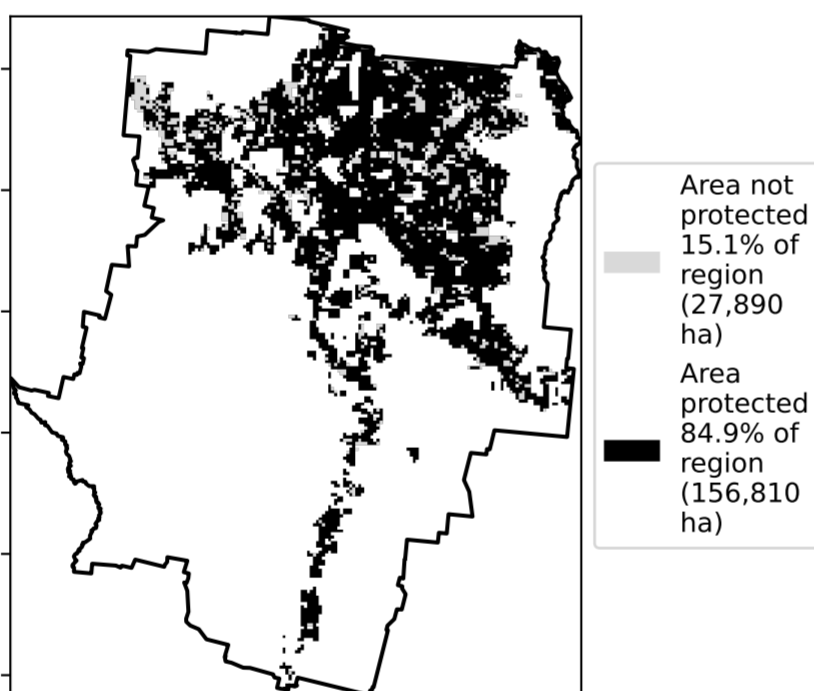 Area not
protected
15.1% of
region
(27,890
ha)
Area
protected
84.9% of
region
(156,810
ha)